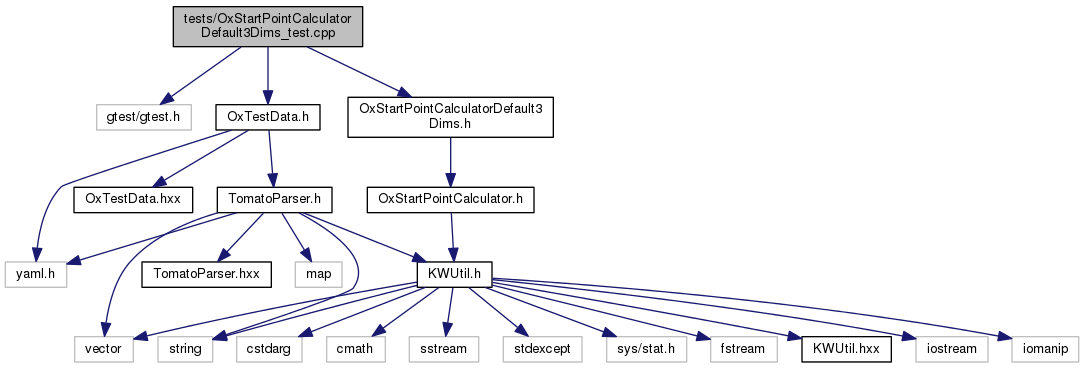 tests/OxStartPointCalculator
Default3Dims_test.cpp
gtest/gtest.h
OxTestData.h
OxStartPointCalculatorDefault3
Dims.h
OxTestData.hxx
TomatoParser.h
OxStartPointCalculator.h
yaml.h
TomatoParser.hxx
map
KWUtil.h
vector
string
cstdarg
cmath
sstream
stdexcept
sys/stat.h
fstream
KWUtil.hxx
iostream
iomanip